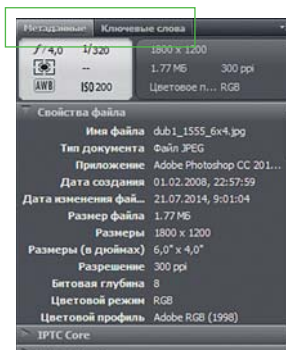 Метаданные Ключевые слова
f/4,0 1/320 1800 x 1200
-- 1.77 МБ 300 ppi
AWB ISO 200 Цветовое п... RGB
Свойства файла
Имя файла dub1_1555_6x4.jpg
Тип документа Файл JPEG
Приложение Adobe Photoshop CC 201...
Дата создания 01.02.2008, 22:57:59
Дата изменения фай... 21.07.2014, 9:01:04
Размер файла 1.77 МБ
Размеры 1800 x 1200
Размеры (в дюймах) 6,0" x 4,0"
Разрешение 300 ppi
Битовая глубина 8
Цветовой режим RGB
Цветовой профиль Adobe RGB (1998)
IPTC Core